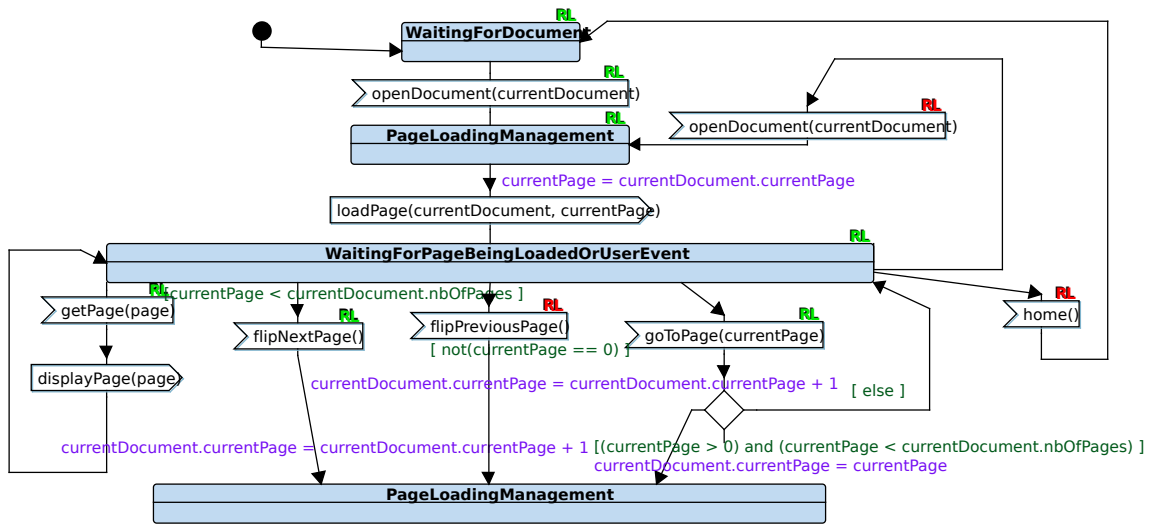 RL
WaitingForDocument
RL
openDocument(currentDocument)
RL
openDocument(currentDocument)
RL
PageLoadingManagement
currentPage = currentDocument.currentPage
loadPage(currentDocument, currentPage)
RL
WaitingForPageBeingLoadedOrUserEvent
RL
[currentPage < currentDocument.nbOfPages ]
RL
getPage(page)
RL
flipNextPage()
RL
flipPreviousPage()
RL
goToPage(currentPage)
RL
home()
[ not(currentPage == 0) ]
displayPage(page)
currentDocument.currentPage = currentDocument.currentPage + 1
[ else ]
currentDocument.currentPage = currentDocument.currentPage + 1
[(currentPage > 0) and (currentPage < currentDocument.nbOfPages) ]
currentDocument.currentPage = currentPage
PageLoadingManagement